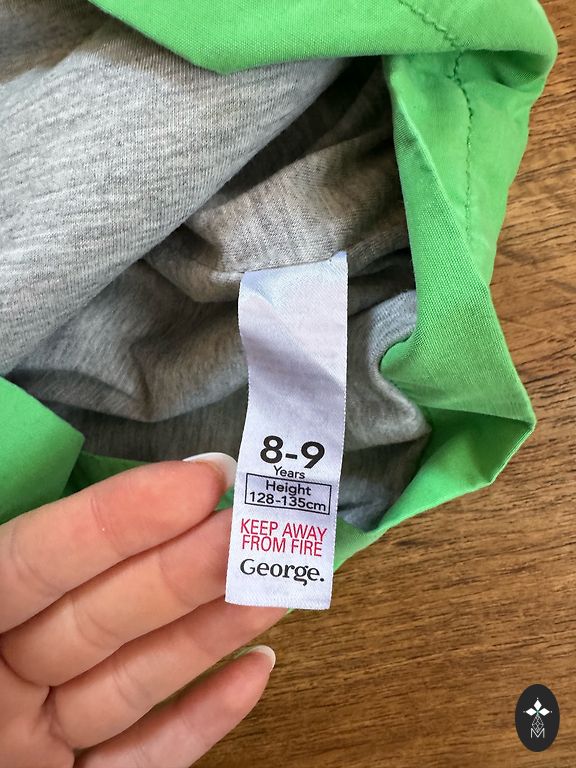 8-9
Years
Height
128-135cm
KEEP AWAY
FROM FIRE
George.
M